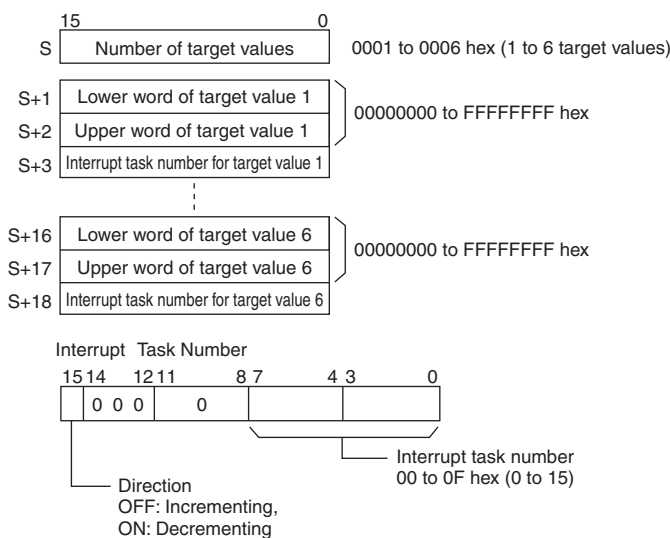 15 0
S Number of target values 0001 to 0006 hex (1 to 6 target values)
S+1 Lower word of target value 1
00000000 to FFFFFFFF hex
S+2 Upper word of target value 1
S+3 Interrupt task number for target value 1
S+16 Lower word of target value 6
00000000 to FFFFFFFF hex
S+17 Upper word of target value 6
S+18 Interrupt task number for target value 6
Interrupt Task Number
15 14 12 11 8 7 4 3 0
0 0 0 0
Interrupt task number
00 to 0F hex (0 to 15)
Direction
OFF: Incrementing,
ON: Decrementing